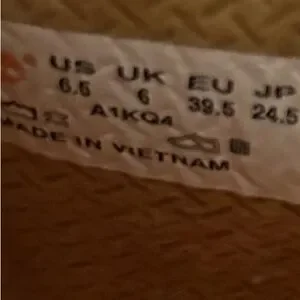 US UK EU JP
6.5 6 39.5 24.5
A1KQ4
MADE IN VIETNAM